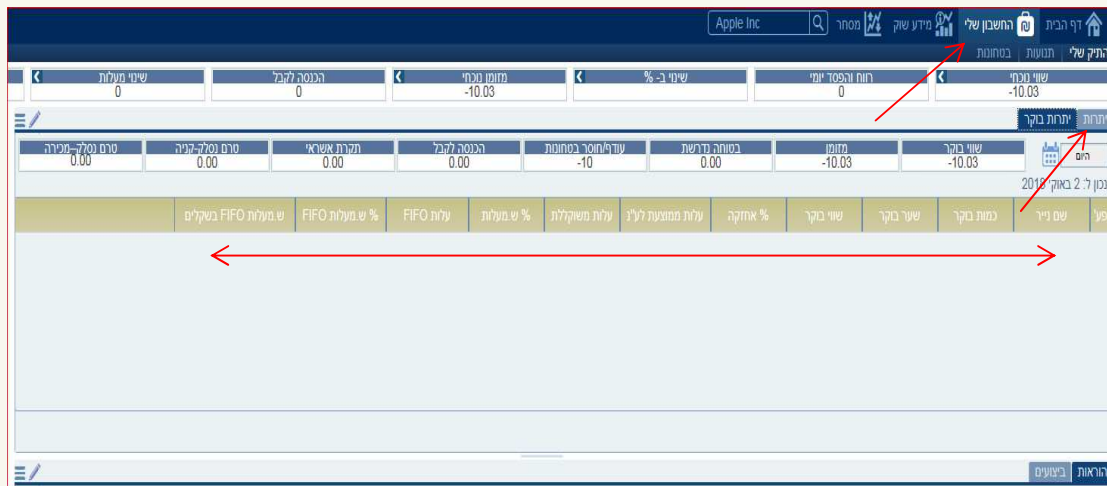 דף הבית החשבון שלי מידע שוק מסחר Apple Inc
התיק שלי תנועות בטחונות
שווי נוכחי רווח והפסד יומי שינוי ב- % מזומן נוכחי הכנסה לקבל שינוי מעלות
-10.03 0 -10.03 0 0
יתרות יתרות בוקר
היום שווי בוקר מזומן בטוחה נדרשת עודף/חוסר בטחונות הכנסה לקבל תקרת אשראי טרם נסלק-קניה טרם נסלק-מכירה
-10.03 -10.03 0.00 -10 0.00 0.00 0.00 0.00
נכון ל: 2 באוק' 2018
פע' שם נייר כמות בוקר שער בוקר שווי בוקר % אחזקה עלות ממוצעת לע"נ עלות משוקללת % ש.מעלות עלות FIFO % ש.מעלות FIFO ש.מעלות FIFO בשקלים
הוראות ביצועים